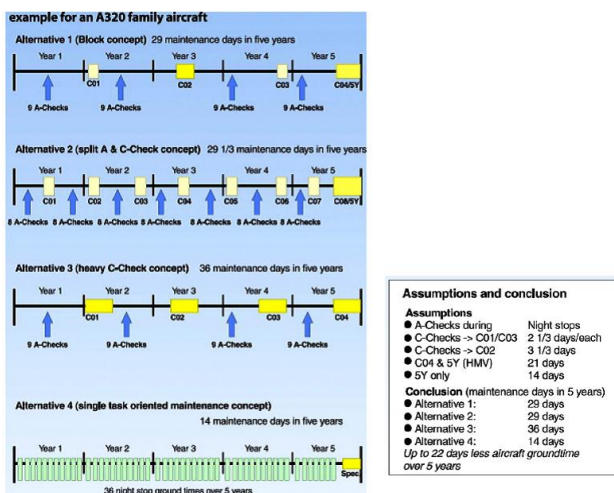 example for an A320 family aircraft
Alternative 1 (Block concept) 29 maintenance days in five years
Year 1 Year 2 Year 3 Year 4 Year 5
C01 C02 C03 C04/5Y
9 A-Checks 9 A-Checks 9 A-Checks 9 A-Checks
Alternative 2 (split A & C-Check concept) 29 1/3 maintenance days in five years
Year 1 Year 2 Year 3 Year 4 Year 5
C01 C02 C03 C04 C05 C06 C07 C08/5Y
8 A-Checks 8 A-Checks 8 A-Checks 8 A-Checks 8 A-Checks 8 A-Checks 8 A-Checks
Alternative 3 (heavy C-Check concept) 36 maintenance days in five years
Year 1 Year 2 Year 3 Year 4 Year 5
C01 C02 C03 C04
9 A-Checks 9 A-Checks 9 A-Checks 9 A-Checks
Alternative 4 (single task oriented maintenance concept)
14 maintenance days in five years
Year 1 Year 2 Year 3 Year 4 Year 5
Spec.
36 night stop ground times over 5 years
Assumptions and conclusion
Assumptions
● A-Checks during Night stops
● C-Checks -> C01/C03 2 1/3 days/each
● C-Checks -> C02 3 1/3 days
● C04 & 5Y (HMV) 21 days
● 5Y only 14 days
Conclusion (maintenance days in 5 years)
● Alternative 1: 29 days
● Alternative 2: 29 days
● Alternative 3: 36 days
● Alternative 4: 14 days
Up to 22 days less aircraft groundtime
over 5 years